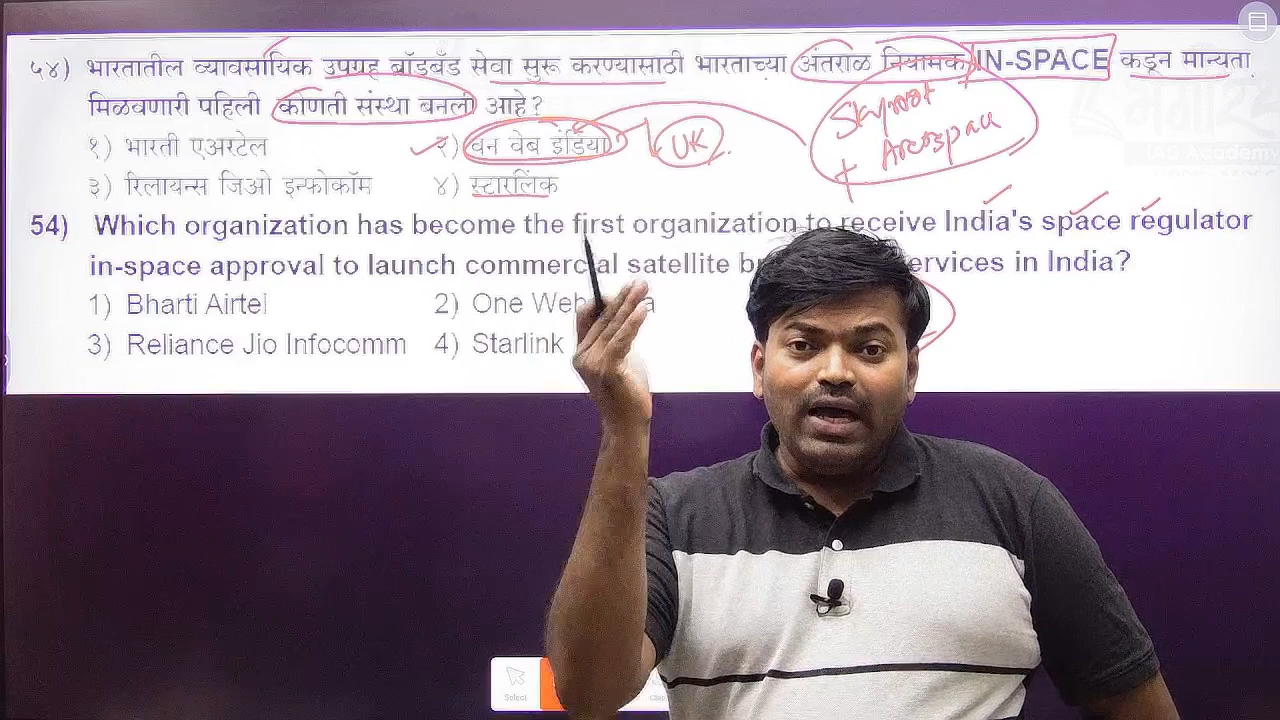 ५४) भारतातील व्यावसायिक उपग्रह बॉडबँड सेवा सुरू करण्यासाठी भारताच्या अंतराळ नियामक IN-SPACE कडून मान्यता
मिळवणारी पहिली कोणती संस्था बनली आहे?
१) भारती एअरटेल २) वन वेब इंडिया UK
३) रिलायन्स जिओ इन्फोकॉम ४) स्टारलिंक
54) Which organization has become the first organization to receive India's space regulator
in-space approval to launch commercial satellite services in India?
1) Bharti Airtel 2) One Web
3) Reliance Jio Infocomm 4) Starlink
Select